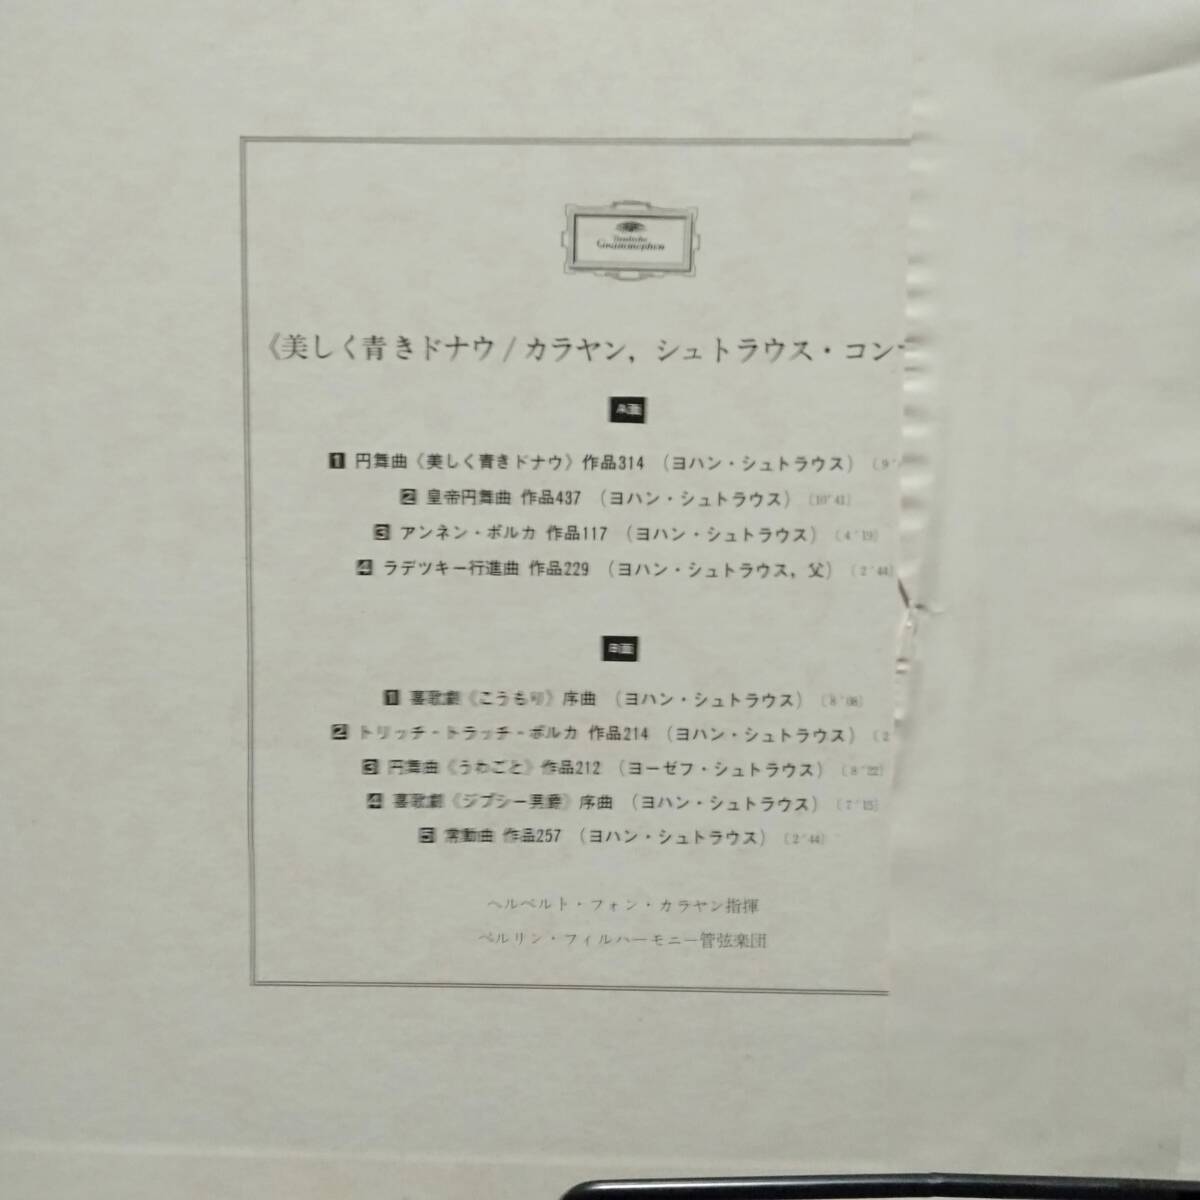 Deutsche
Grammophon
《美しく青きドナウ/カラヤン, シュトラウス・コン
A面
1 円舞曲《美しく青きドナウ》作品314 (ヨハン・シュトラウス) (9'
2 皇帝円舞曲 作品437 (ヨハン・シュトラウス) (10'41)
3 アンネン・ポルカ 作品117 (ヨハン・シュトラウス) (4'19)
4 ラデツキー行進曲 作品229 (ヨハン・シュトラウス, 父) (2'44)
B面
1 喜歌劇《こうもり》序曲 (ヨハン・シュトラウス) (8'08)
2 トリッチ-トラッチ-ポルカ 作品214 (ヨハン・シュトラウス) (2
3 円舞曲《うわごと》作品212 (ヨーゼフ・シュトラウス) (8'22)
4 喜歌劇《ジプシー男爵》序曲 (ヨハン・シュトラウス) (7'15)
5 常動曲 作品257 (ヨハン・シュトラウス) (2'44)
ヘルベルト・フォン・カラヤン指揮
ベルリン・フィルハーモニー管弦楽団